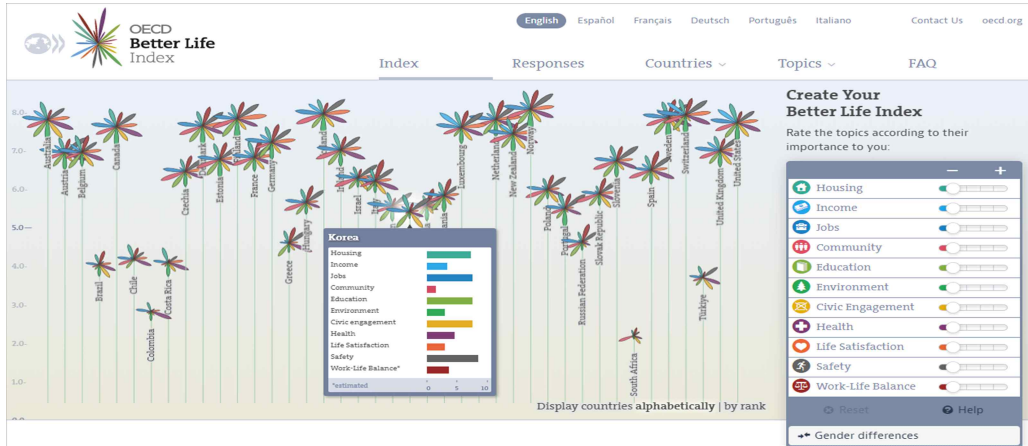 OECD
Better Life
Index
English Español Français Deutsch Português Italiano Contact Us oecd.org
Index Responses Countries Topics FAQ
8.0
7.0
6.0
5.0
4.0
3.0
2.0
1.0
0.0
Australia
Austria
Belgium
Brazil
Canada
Chile
Colombia
Costa Rica
Czechia
Estonia
France
Germany
Greece
Hungary
Israel
Luxembourg
New Zealand
Norway
Poland
Portugal
Russian Federation
Slovak Republic
Slovenia
South Africa
Spain
Sweden
Switzerland
Türkiye
United Kingdom
United States
Korea
Housing
Income
Jobs
Community
Education
Environment
Civic engagement
Health
Life Satisfaction
Safety
Work-Life Balance*
*estimated 0 5 10
Display countries alphabetically | by rank
Create Your
Better Life Index
Rate the topics according to their
importance to you:
− +
Housing
Income
Jobs
Community
Education
Environment
Civic Engagement
Health
Life Satisfaction
Safety
Work-Life Balance
Reset Help
Gender differences